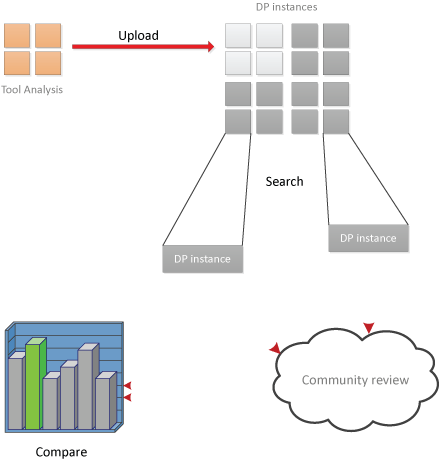 DP instances
Upload
Tool Analysis
Search
DP instance
DP instance
Community review
Compare